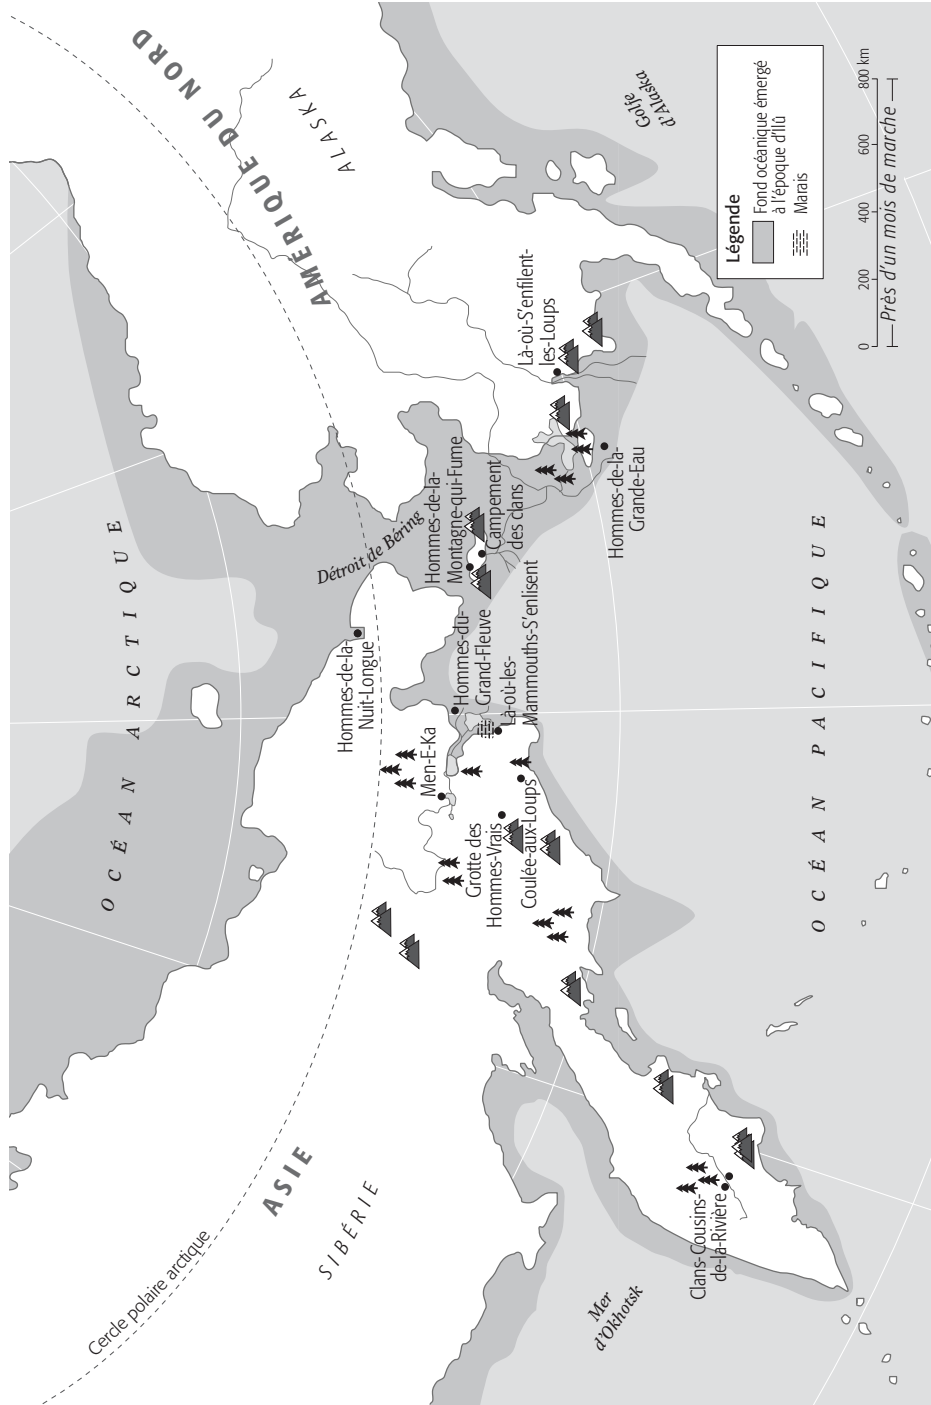 Cercle polaire arctique
ASIE
SIBÉRIE
Mer
d'Okhotsk
Clans-Cousins-
de-la-Rivière
OCÉAN ARCTIQUE
Hommes-de-la-
Nuit-Longue
Men-E-Ka
Grotte des
Hommes-Vrais
Coulée-aux-Loups
Hommes-du-
Grand-Fleuve
Là-où-les-
Mammouths-S'enlisent
Détroit de Béring
Hommes-de-la-
Montagne-qui-Fume
Campement
des clans
Hommes-de-la-
Grande-Eau
Là-où-S'enfilent-
les-Loups
AMÉRIQUE DU NORD
ALASKA
Golfe
d'Alaska
OCÉAN PACIFIQUE
Légende
Fond océanique émergé
à l'époque d'Ilû
Marais
0 200 400 600 800 km
Près d'un mois de marche